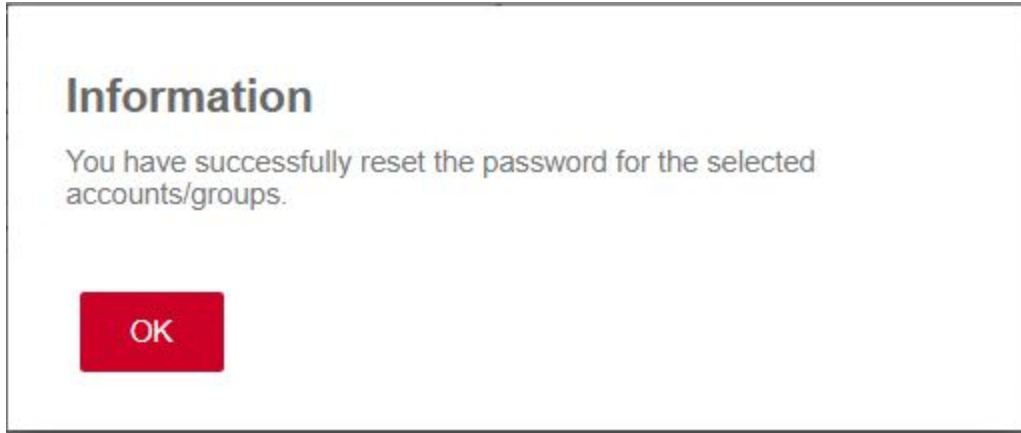 Information
You have successfully reset the password for the selected
accounts/groups.
OK